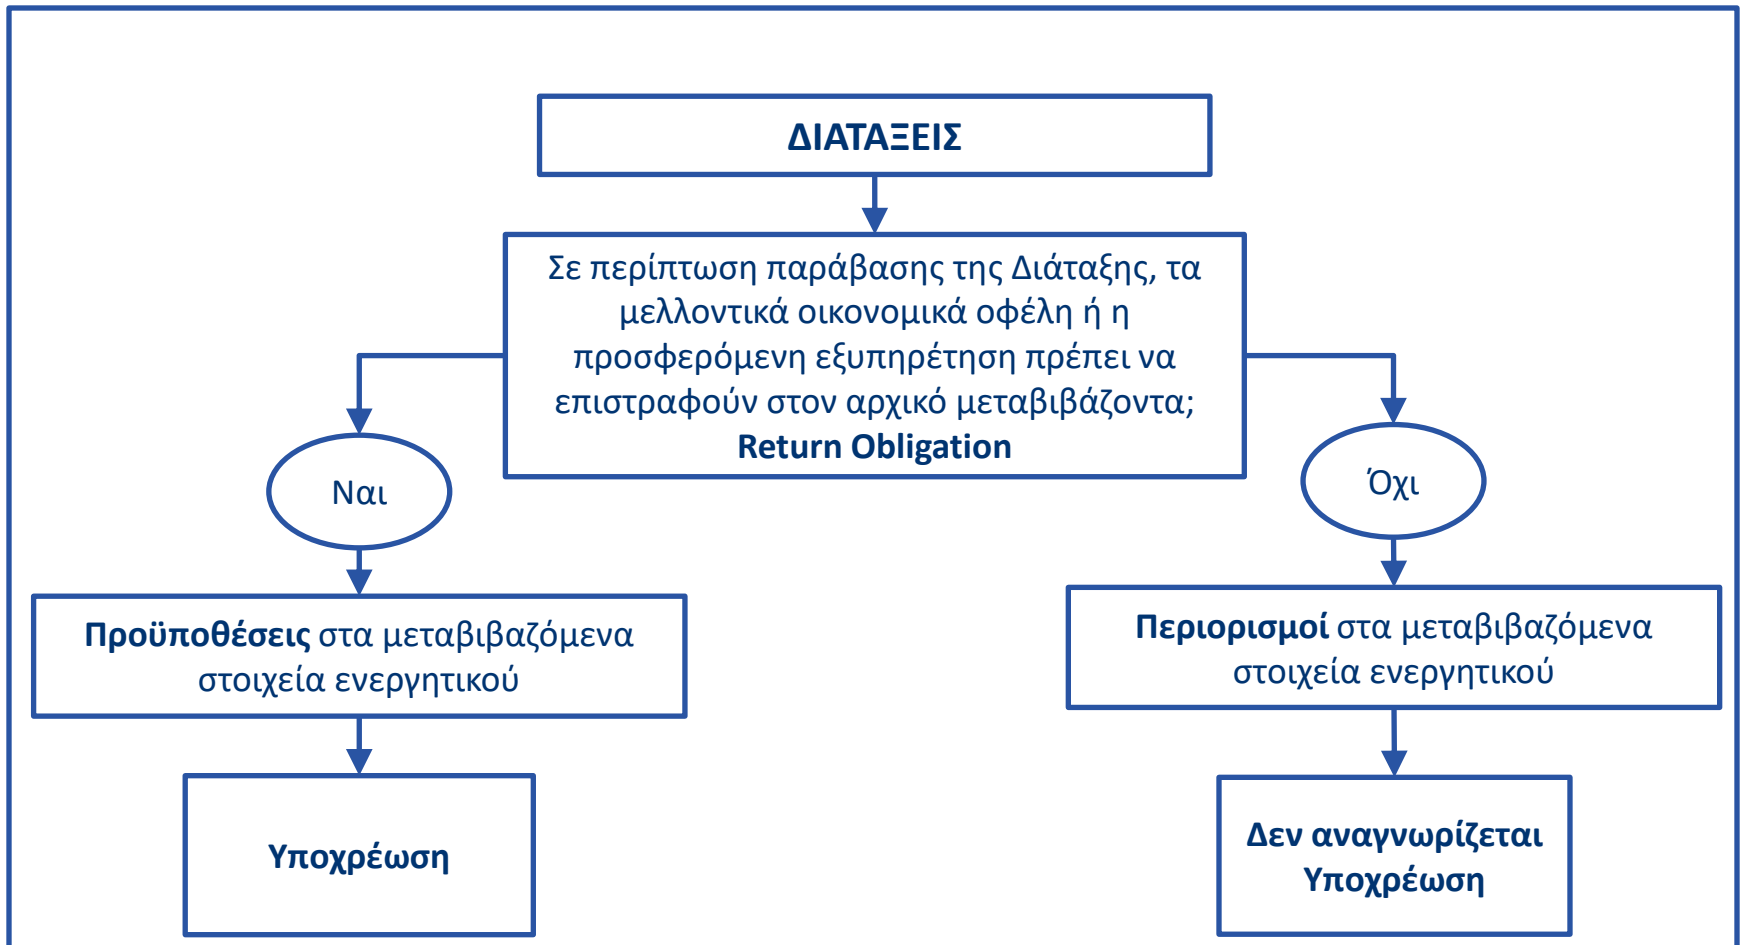 ΔΙΑΤΑΞΕΙΣ
Σε περίπτωση παράβασης της Διάταξης, τα
μελλοντικά οικονομικά οφέλη ή η
προσφερόμενη εξυπηρέτηση πρέπει να
επιστραφούν στον αρχικό μεταβιβάζοντα;
Return Obligation
Ναι
Όχι
Προϋποθέσεις στα μεταβιβαζόμενα
στοιχεία ενεργητικού
Περιορισμοί στα μεταβιβαζόμενα
στοιχεία ενεργητικού
Υποχρέωση
Δεν αναγνωρίζεται
Υποχρέωση